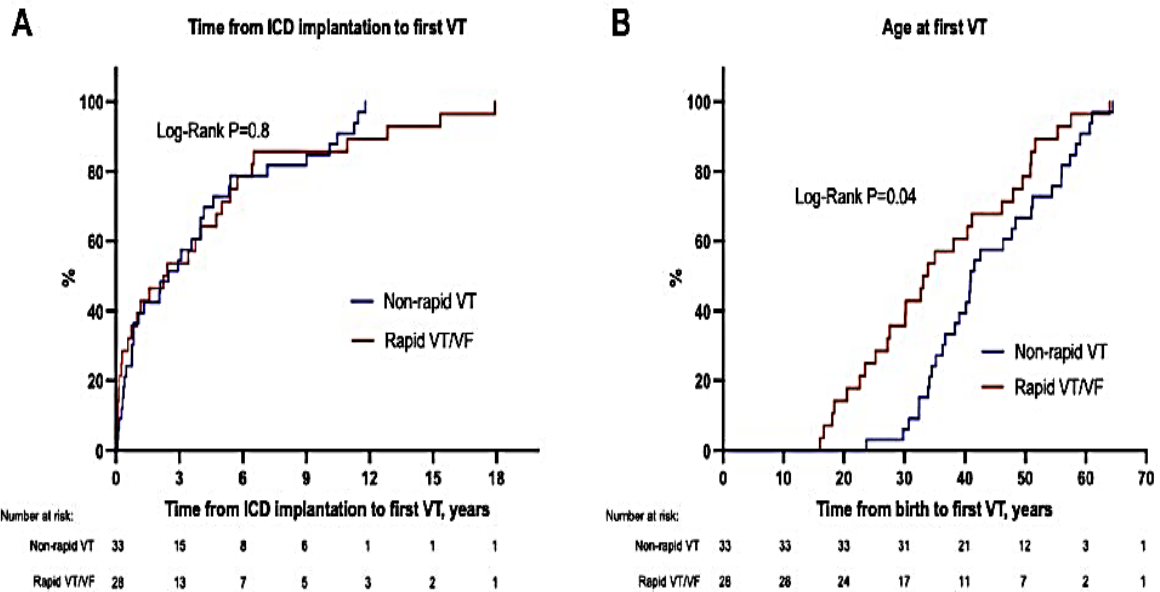 A
Time from ICD implantation to first VT
Log-Rank P=0.8
%
100
80
60
40
20
0
Non-rapid VT
Rapid VT/VF
0 3 6 9 12 15 18
Time from ICD implantation to first VT, years
Number at risk:
Non-rapid VT 33 15 8 6 1 1 1
Rapid VT/VF 28 13 7 5 3 2 1
B
Age at first VT
Log-Rank P=0.04
%
100
80
60
40
20
0
Non-rapid VT
Rapid VT/VF
0 10 20 30 40 50 60 70
Time from birth to first VT, years
Number at risk:
Non-rapid VT 33 33 33 31 21 12 3 1
Rapid VT/VF 28 28 24 17 11 7 2 1